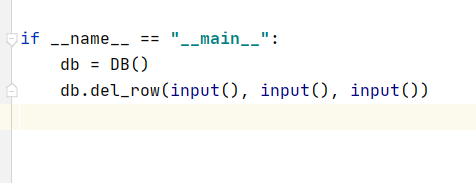 if __name__ == "__main__":
    db = DB()
    db.del_row(input(), input(), input())